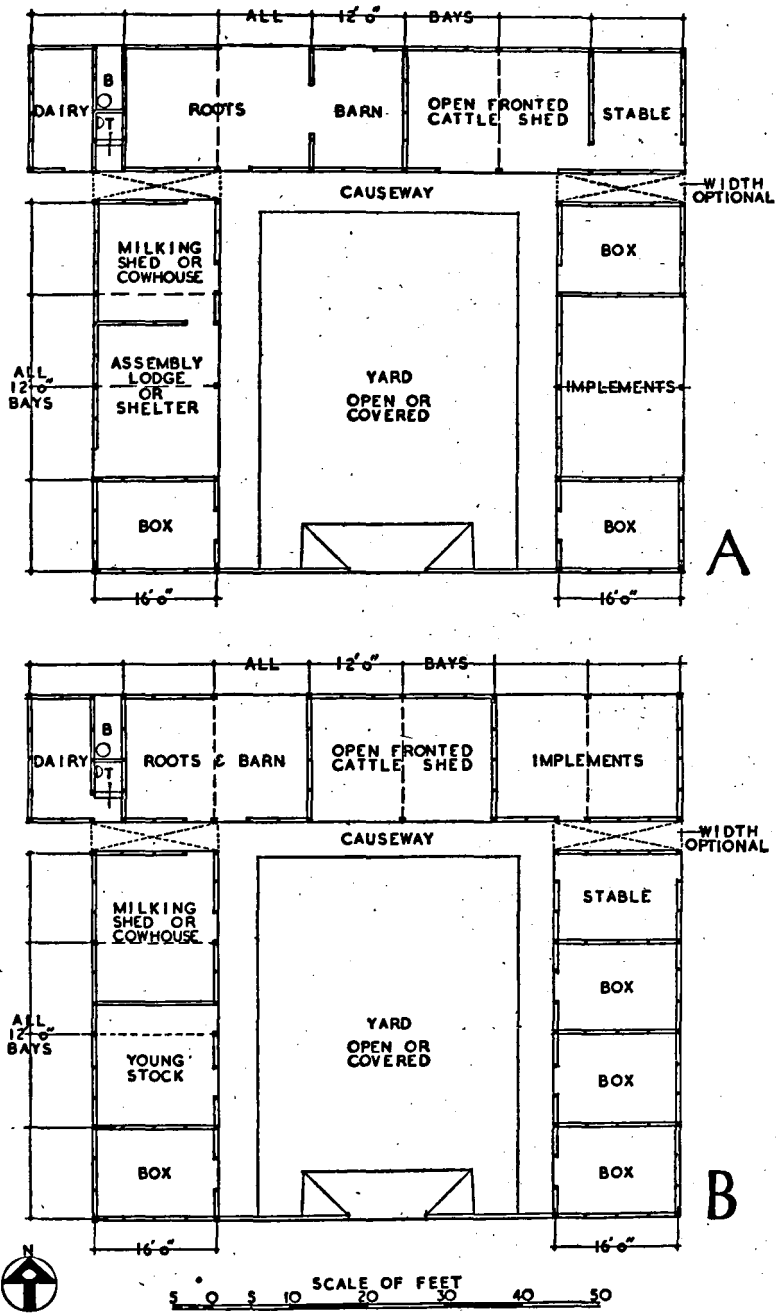 ALL 12'0" BAYS
DAIRY
B
T
ROOTS
BARN
OPEN FRONTED
CATTLE SHED
STABLE
CAUSEWAY
WIDTH
OPTIONAL
MILKING
SHED OR
COWHOUSE
BOX
ALL
12'0"
BAYS
ASSEMBLY
LODGE
OR
SHELTER
YARD
OPEN OR
COVERED
IMPLEMENTS
BOX
BOX
A
16'0"
16'0"
ALL 12'0" BAYS
DAIRY
B
T
ROOTS & BARN
OPEN FRONTED
CATTLE SHED
IMPLEMENTS
CAUSEWAY
WIDTH
OPTIONAL
MILKING
SHED OR
COWHOUSE
STABLE
BOX
ALL
12'0"
BAYS
YOUNG
STOCK
YARD
OPEN OR
COVERED
BOX
BOX
BOX
B
16'0"
16'0"
N
SCALE OF FEET
5 0 5 10 20 30 40 50